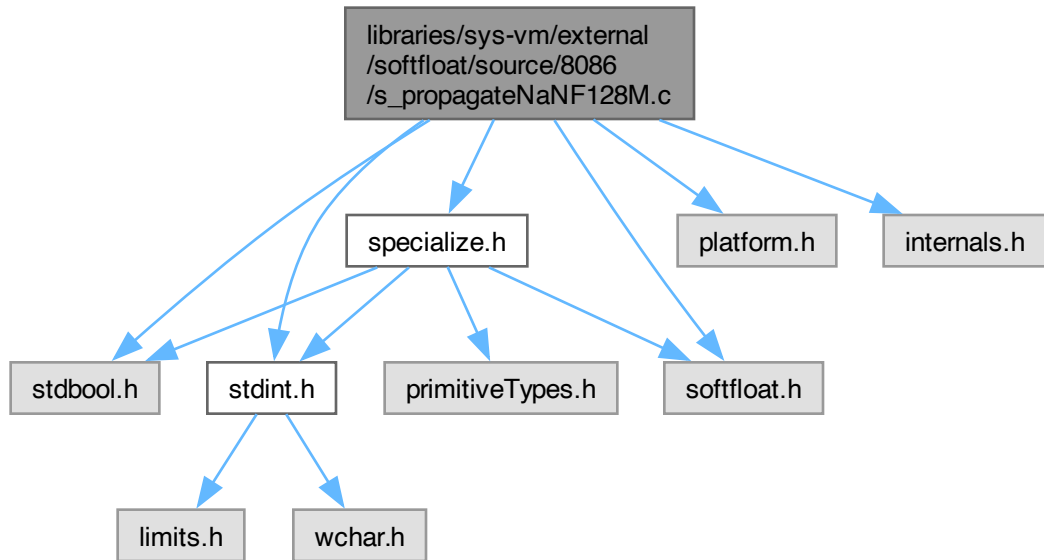 libraries/sys-vm/external
/softfloat/source/8086
/s_propagateNaNF128M.c
specialize.h
platform.h
internals.h
stdbool.h
stdint.h
primitiveTypes.h
softfloat.h
limits.h
wchar.h